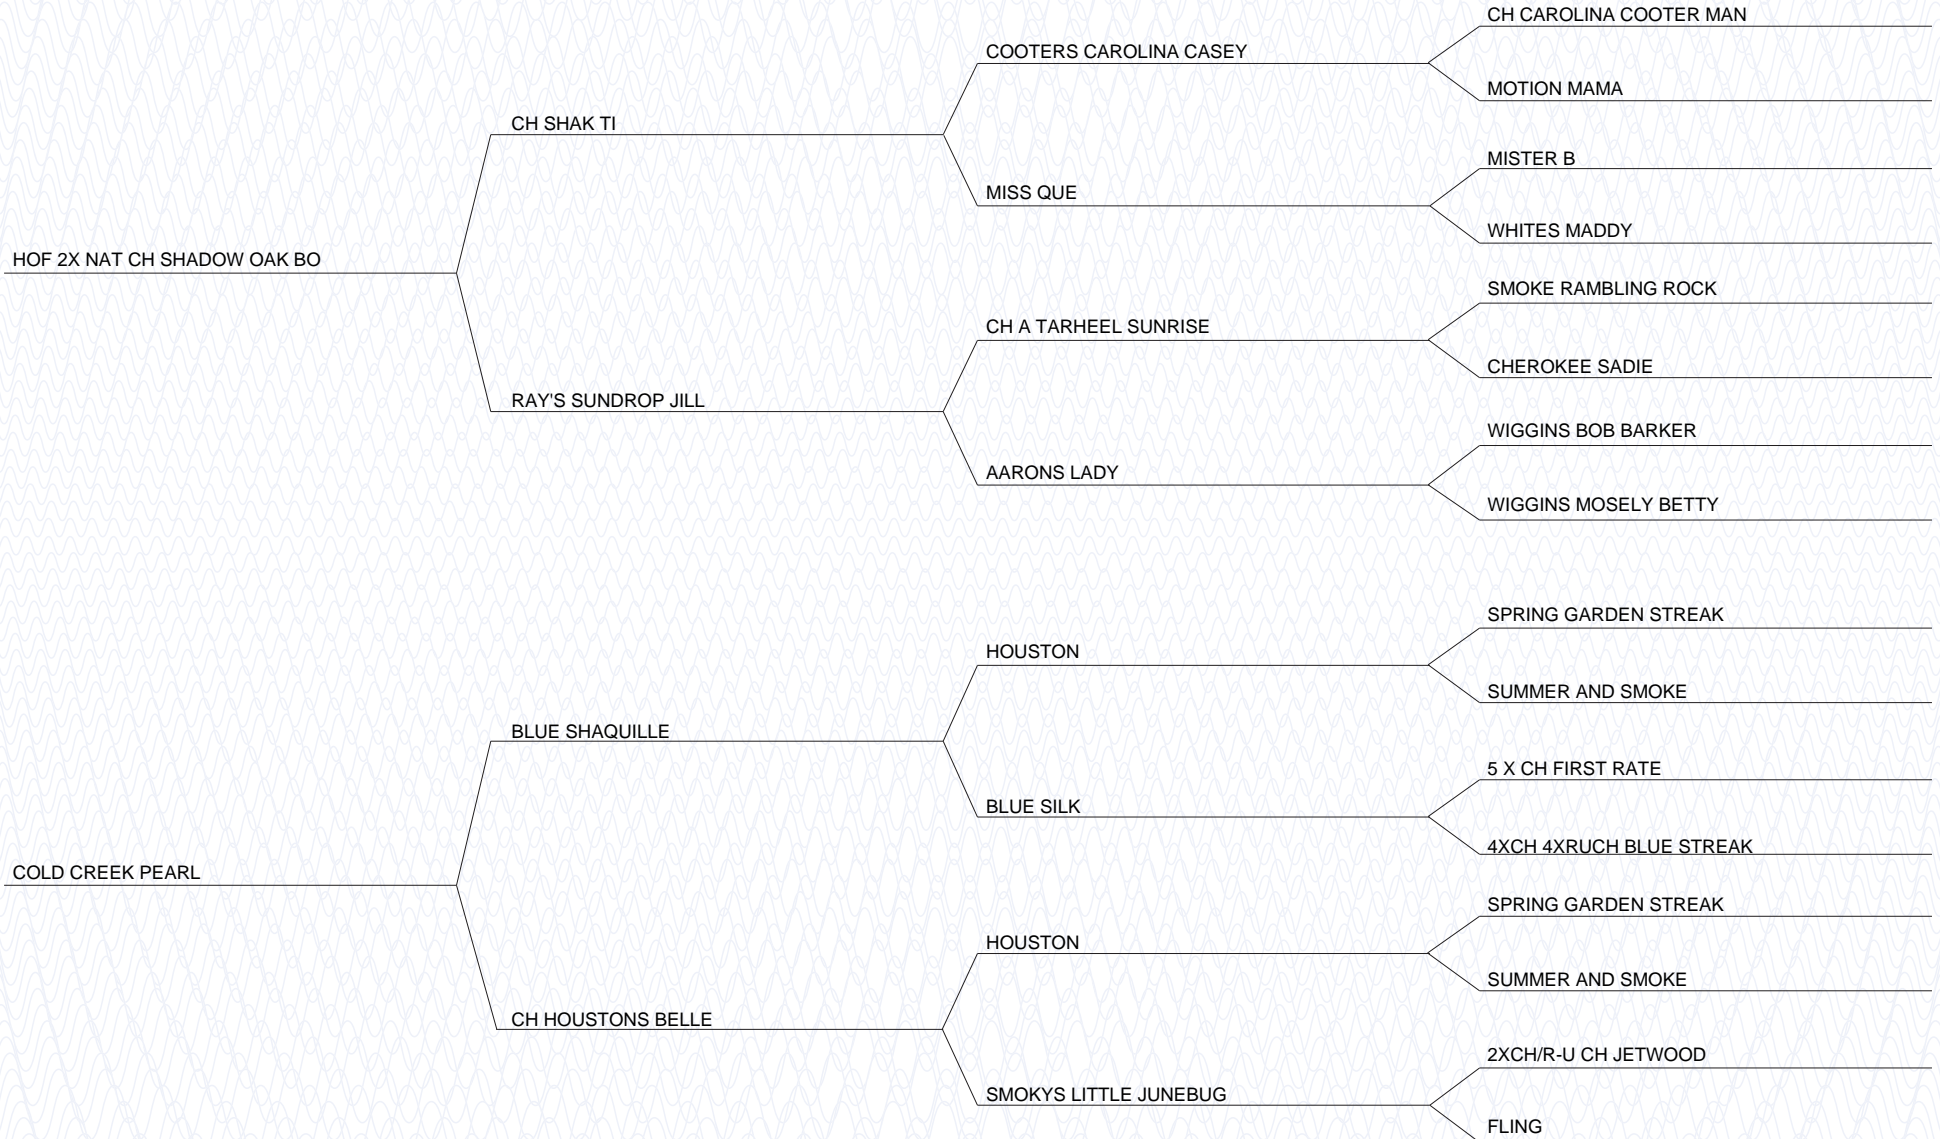 CH CAROLINA COOTER MAN
COOTERS CAROLINA CASEY
MOTION MAMA
CH SHAK TI
MISTER B
MISS QUE
WHITES MADDY
HOF 2X NAT CH SHADOW OAK BO
SMOKE RAMBLING ROCK
CH A TARHEEL SUNRISE
CHEROKEE SADIE
RAY'S SUNDROP JILL
WIGGINS BOB BARKER
AARONS LADY
WIGGINS MOSELY BETTY
SPRING GARDEN STREAK
HOUSTON
SUMMER AND SMOKE
BLUE SHAQUILLE
5 X CH FIRST RATE
BLUE SILK
4XCH 4XRUCH BLUE STREAK
COLD CREEK PEARL
SPRING GARDEN STREAK
HOUSTON
SUMMER AND SMOKE
CH HOUSTONS BELLE
2XCH/R-U CH JETWOOD
SMOKYS LITTLE JUNEBUG
FLING